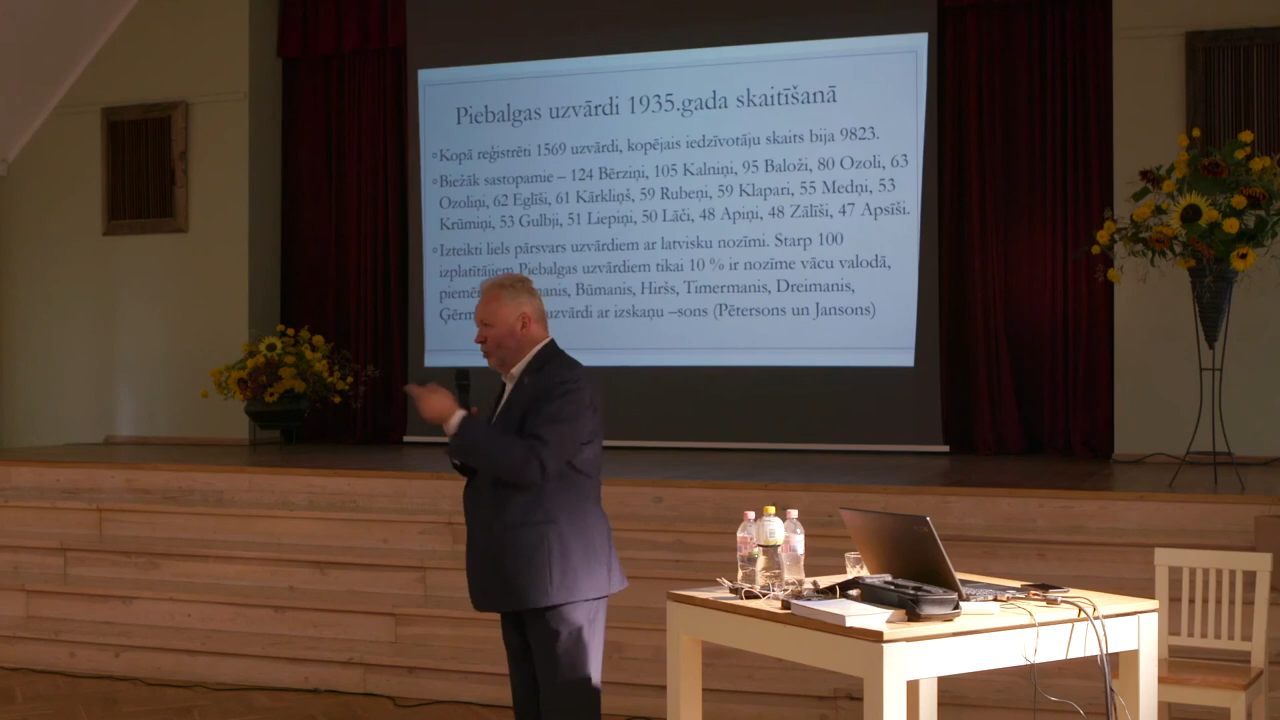 Piebalgas uzvārdi 1935.gada skaitīšanā
Kopā reģistrēti 1569 uzvārdi, kopējais iedzīvotāju skaits bija 9823.
Biežāk sastopamie – 124 Bērziņi, 105 Kalniņi, 95 Baloži, 80 Ozoli, 63
Ozoliņi, 62 Eglīši, 61 Kārkliņš, 59 Rubeņi, 59 Klapari, 55 Medņi, 53
Krūmiņi, 53 Gulbji, 51 Liepiņi, 50 Lāči, 48 Apiņi, 48 Zālīši, 47 Apsīši.
Izteikti liels pārsvars uzvārdiem ar latvisku nozīmi. Starp 100
izplatītājiem Piebalgas uzvārdiem tikai 10 % ir nozīme vācu valodā,
Būmanis, Hiršs, Timermanis, Dreimanis,
uzvārdi ar izskaņu –sons (Pētersons un Jansons)